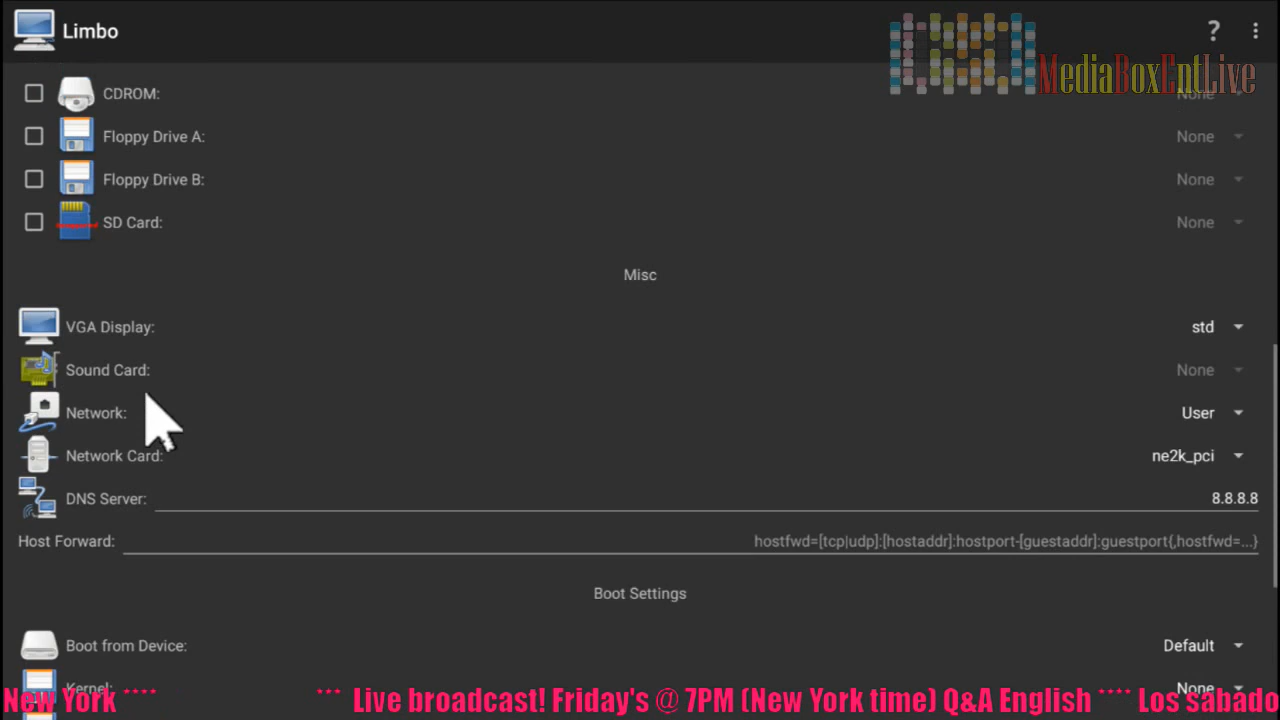 Limbo
?
MediaBoxEntLive
CDROM: None
Floppy Drive A: None
Floppy Drive B: None
SD Card: None
Misc
VGA Display: std
Sound Card: None
Network: User
Network Card: ne2k_pci
DNS Server: 8.8.8.8
Host Forward: hostfwd=[tcp|udp]:[hostaddr]:hostport-[guestaddr]:guestport{,hostfwd=...}
Boot Settings
Boot from Device: Default
Kernel: None
New York **** *** Live broadcast! Friday's @ 7PM (New York time) Q&A English **** Los sabado